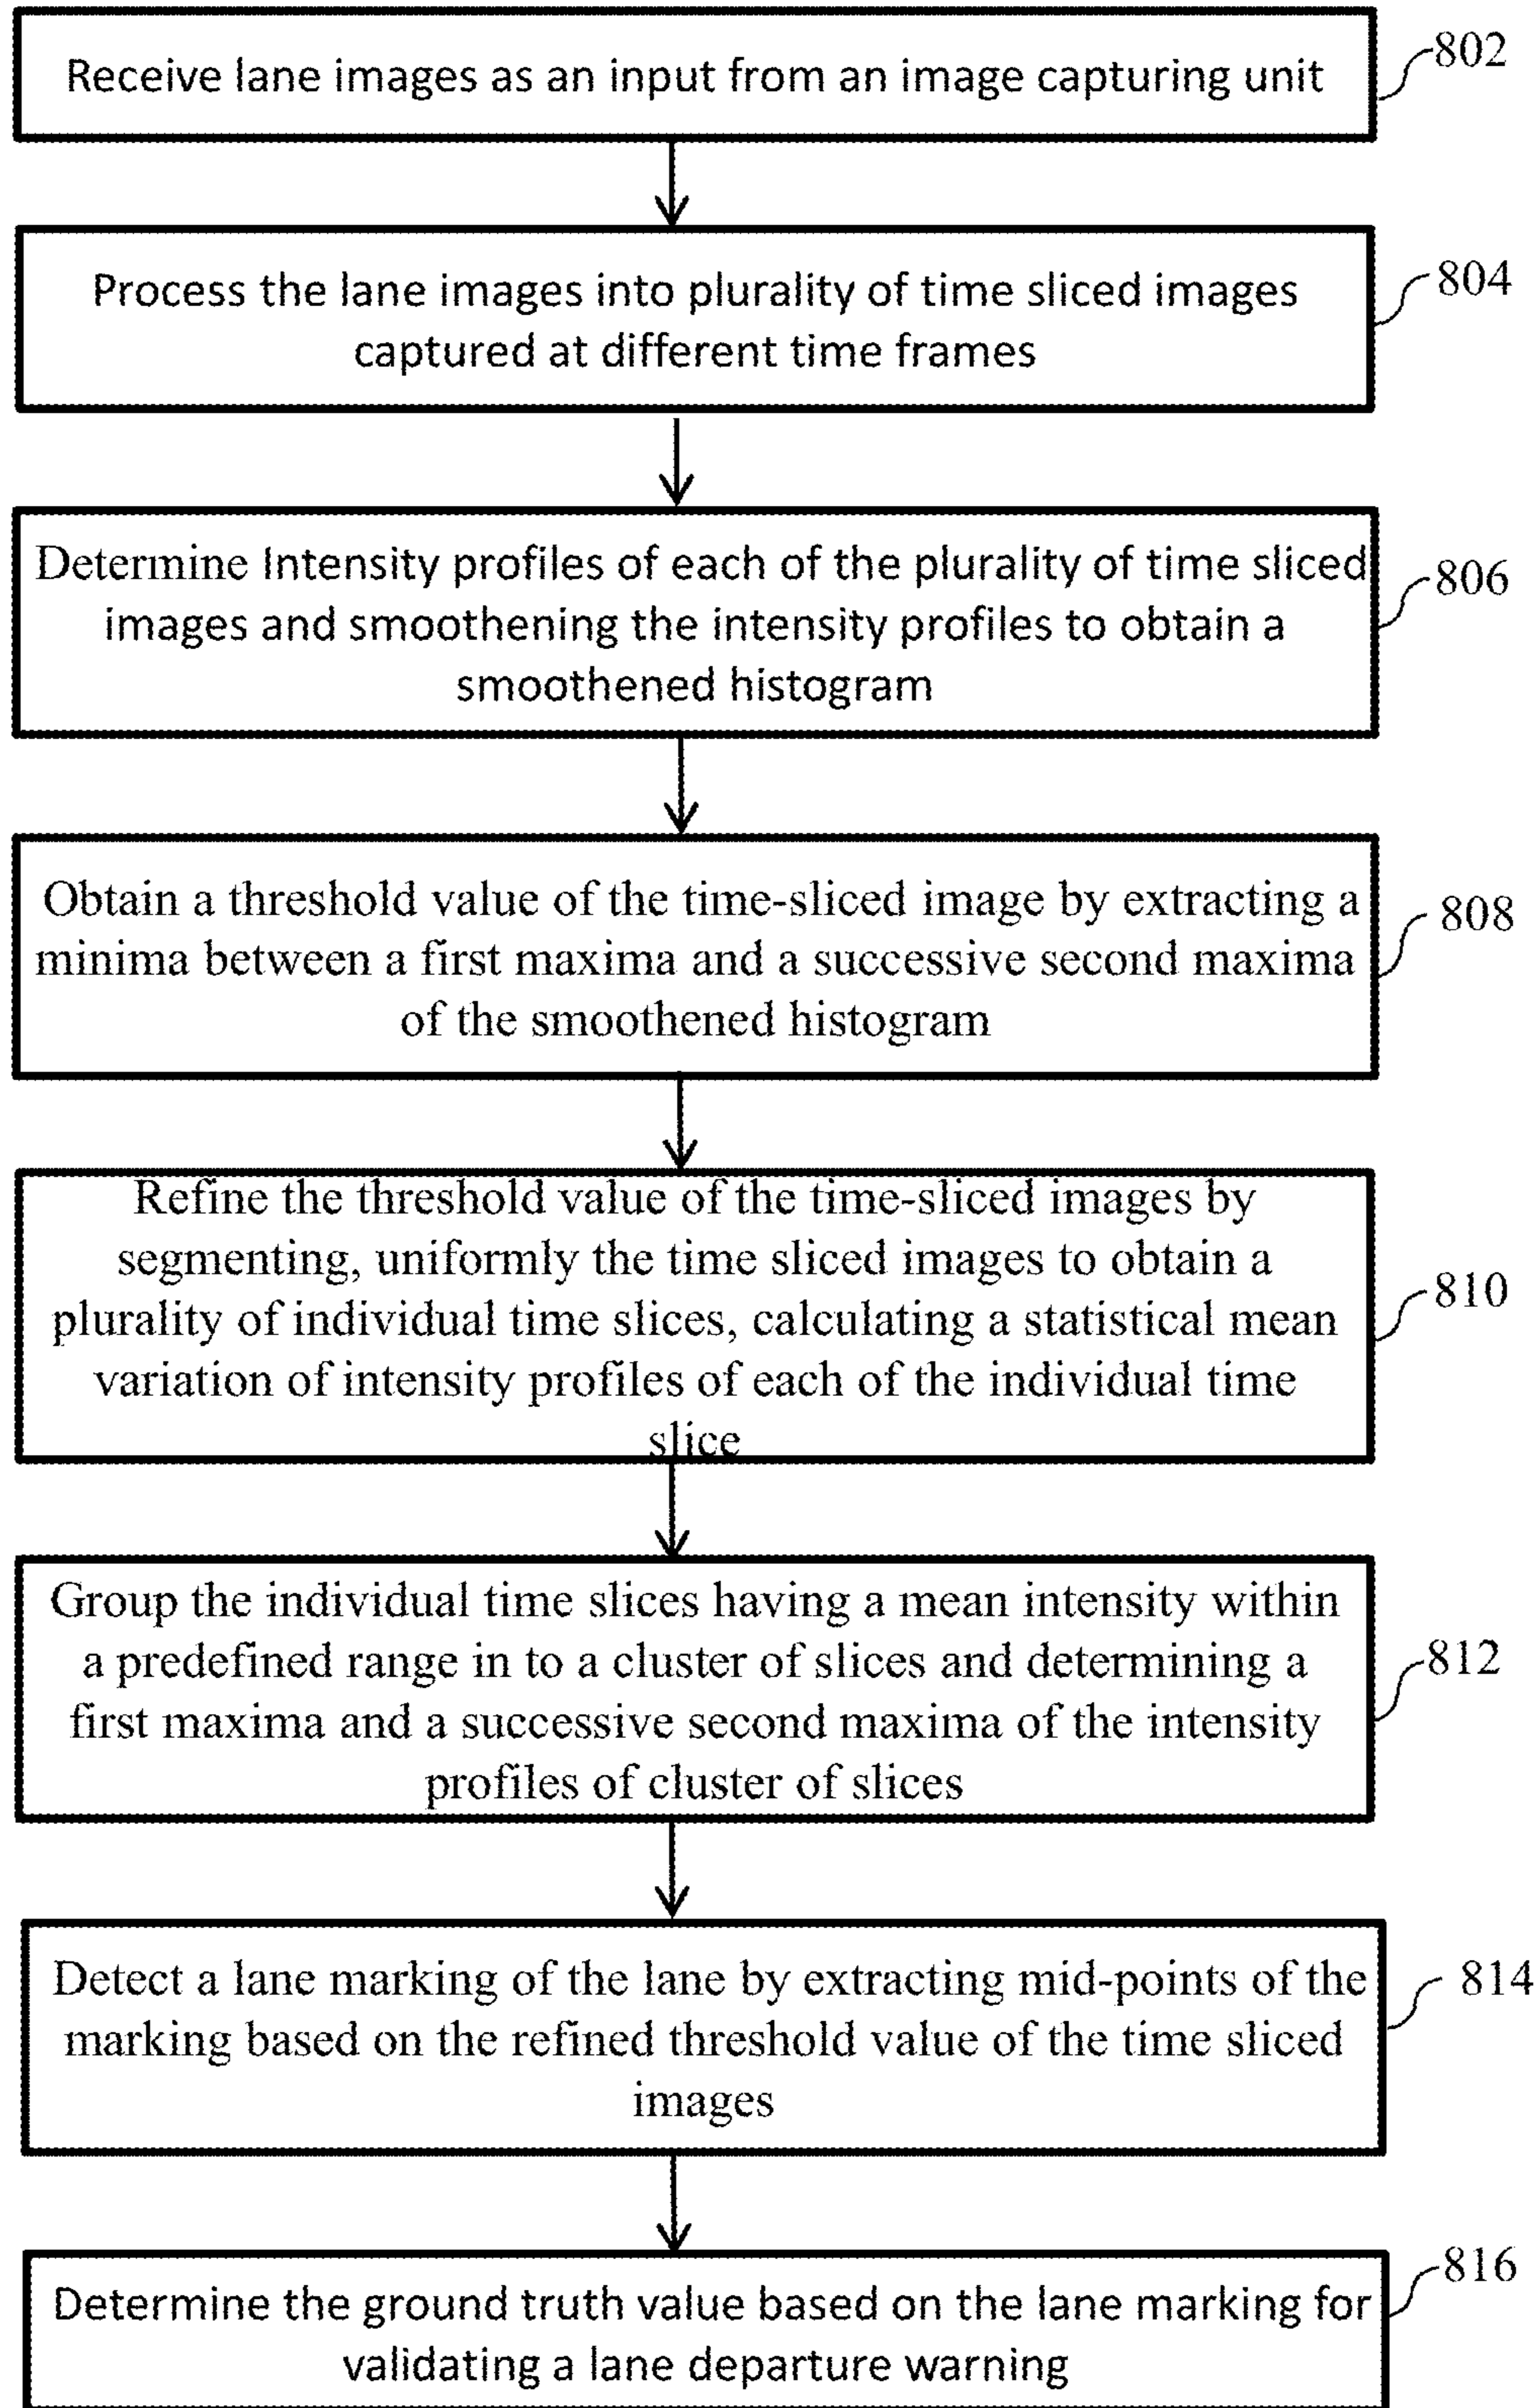 Receive lane images as an input from an image capturing unit
802
Process the lane images into plurality of time sliced images
captured at different time frames
804
Determine Intensity profiles of each of the plurality of time sliced
images and smoothening the intensity profiles to obtain a
smoothened histogram
806
Obtain a threshold value of the time-sliced image by extracting a
minima between a first maxima and a successive second maxima
of the smoothened histogram
808
Refine the threshold value of the time-sliced images by
segmenting, uniformly the time sliced images to obtain a
plurality of individual time slices, calculating a statistical mean
variation of intensity profiles of each of the individual time
slice
810
Group the individual time slices having a mean intensity within
a predefined range in to a cluster of slices and determining a
first maxima and a successive second maxima of the intensity
profiles of cluster of slices
812
Detect a lane marking of the lane by extracting mid-points of the
marking based on the refined threshold value of the time sliced
images
814
Determine the ground truth value based on the lane marking for
validating a lane departure warning
816